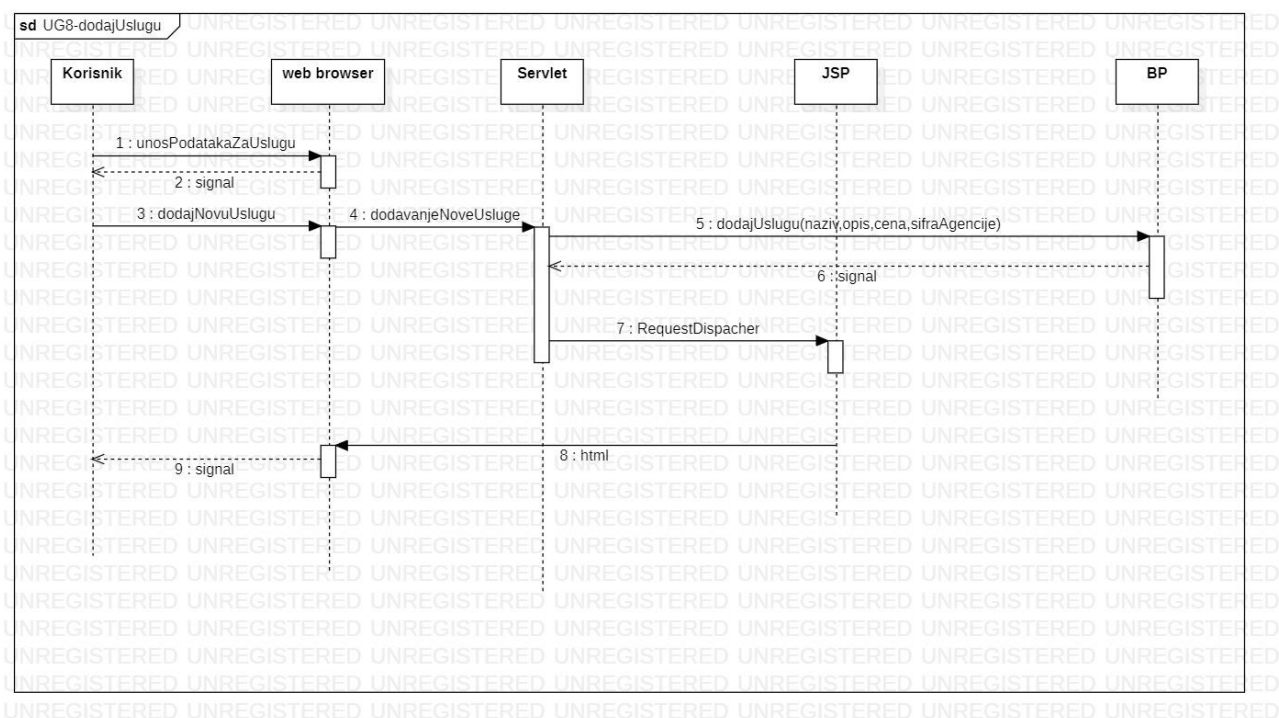 sd UG8-dodajUslugu
Korisnik
web browser
Servlet
JSP
BP
1 : unosPodatakaZaUslugu
2 : signal
3 : dodajNovuUslugu
4 : dodavanjeNoveUsluge
5 : dodajUslugu(naziv,opis,cena,sifraAgencije)
6 : signal
7 : RequestDispacher
8 : html
9 : signal
UNREGISTERED